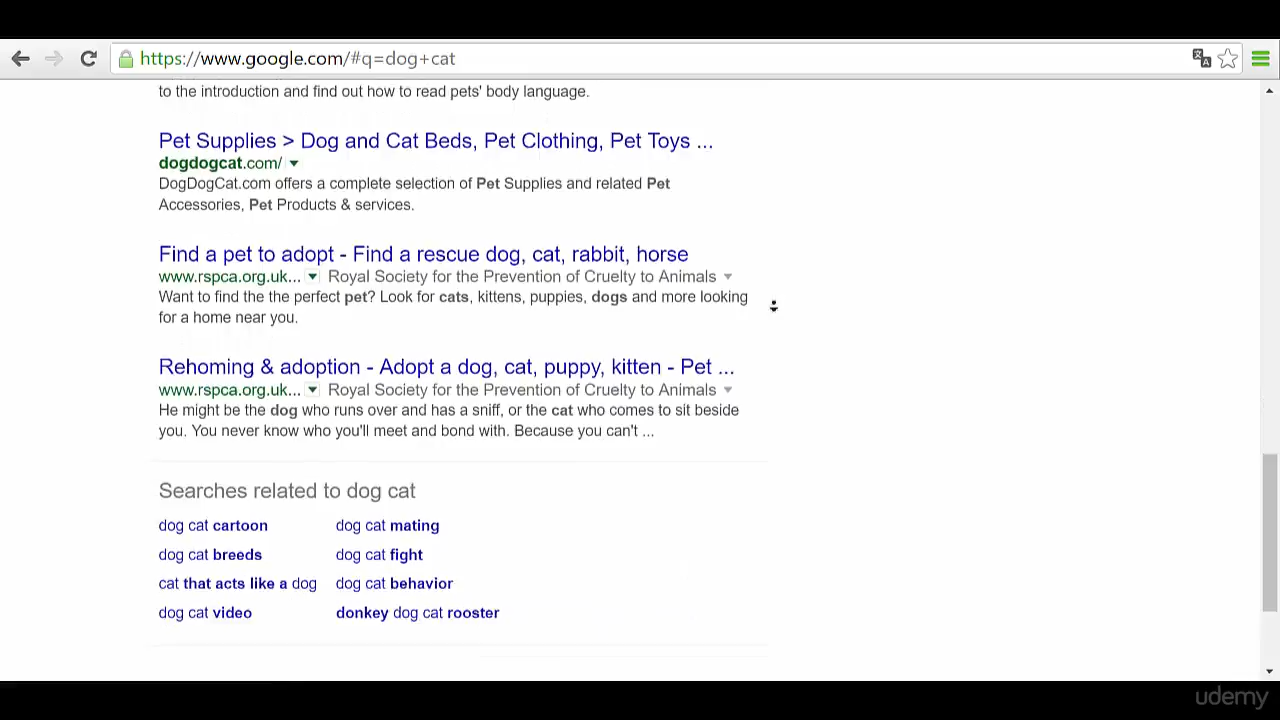 https://www.google.com/#q=dog+cat
to the introduction and find out how to read pets' body language.
Pet Supplies > Dog and Cat Beds, Pet Clothing, Pet Toys ...
dogdogcat.com/
DogDogCat.com offers a complete selection of Pet Supplies and related Pet
Accessories, Pet Products & services.
Find a pet to adopt - Find a rescue dog, cat, rabbit, horse
www.rspca.org.uk... Royal Society for the Prevention of Cruelty to Animals
Want to find the the perfect pet? Look for cats, kittens, puppies, dogs and more looking
for a home near you.
Rehoming & adoption - Adopt a dog, cat, puppy, kitten - Pet ...
www.rspca.org.uk... Royal Society for the Prevention of Cruelty to Animals
He might be the dog who runs over and has a sniff, or the cat who comes to sit beside
you. You never know who you'll meet and bond with. Because you can't ...
Searches related to dog cat
dog cat cartoon dog cat mating
dog cat breeds dog cat fight
cat that acts like a dog dog cat behavior
dog cat video donkey dog cat rooster
udemy